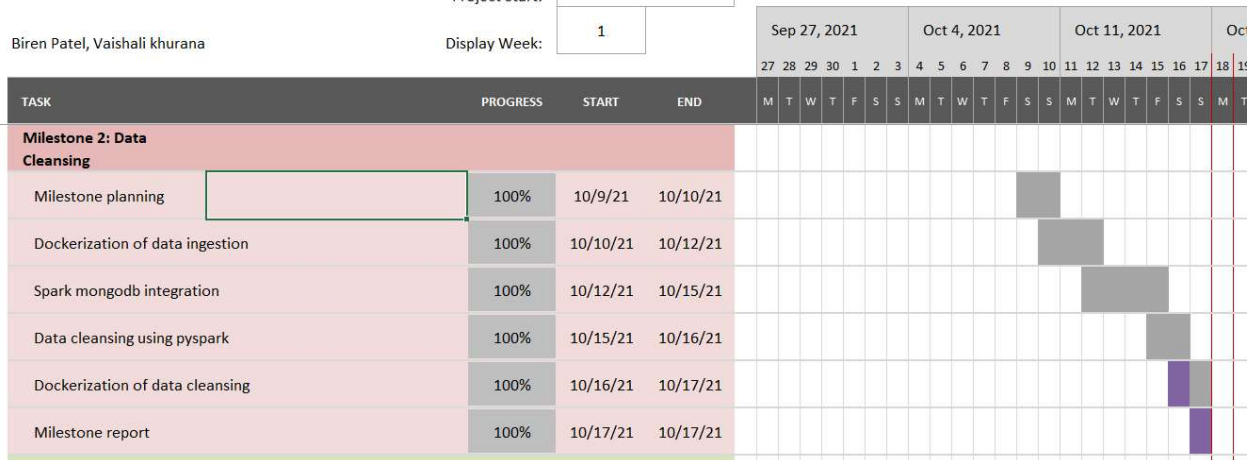 Project Start:
Biren Patel, Vaishali khurana
Display Week:
1
Sep 27, 2021 Oct 4, 2021 Oct 11, 2021
27 28 29 30 1 2 3 4 5 6 7 8 9 10 11 12 13 14 15 16 17 18 19
TASK PROGRESS START END M T W T F S S M T W T F S S M T W T F S S M T
Milestone 2: Data
Cleansing
Milestone planning 100% 10/9/21 10/10/21
Dockerization of data ingestion 100% 10/10/21 10/12/21
Spark mongodb integration 100% 10/12/21 10/15/21
Data cleansing using pyspark 100% 10/15/21 10/16/21
Dockerization of data cleansing 100% 10/16/21 10/17/21
Milestone report 100% 10/17/21 10/17/21